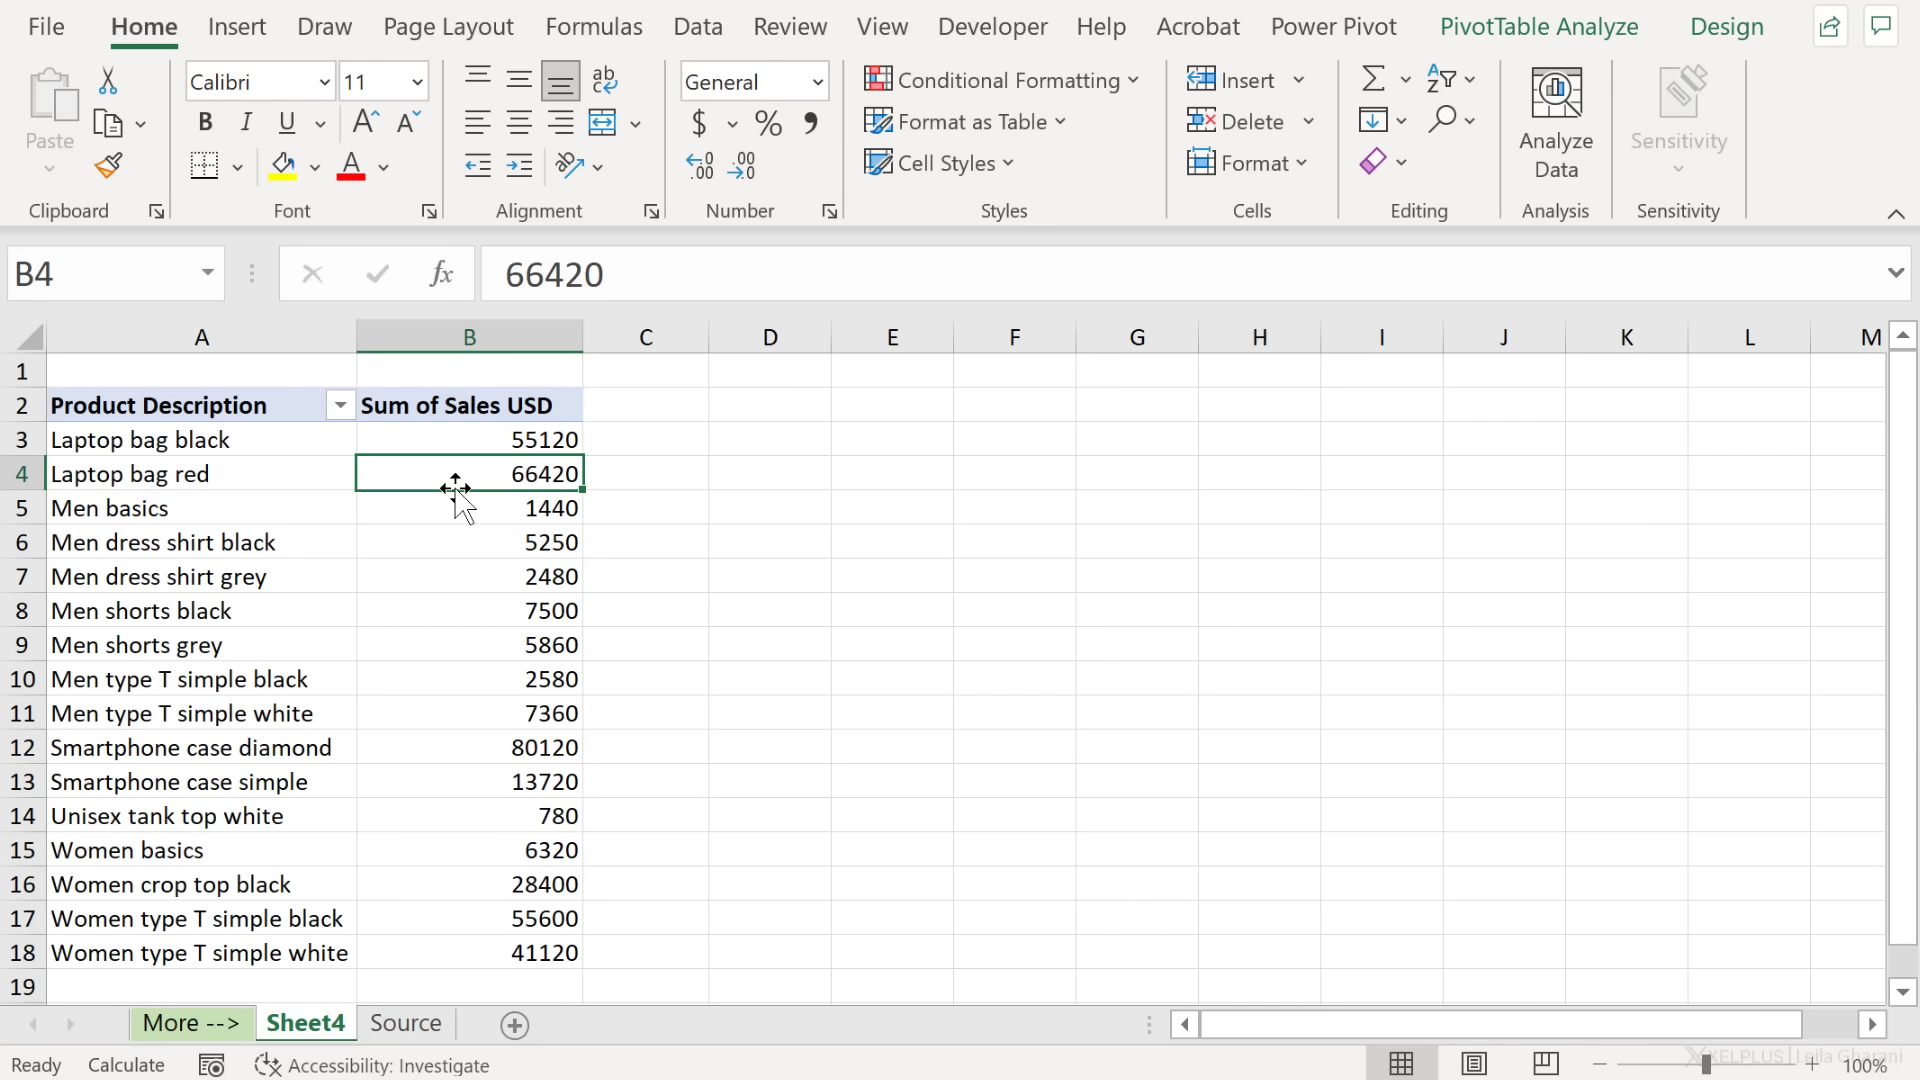 File Home Insert Draw Page Layout Formulas Data Review View Developer Help Acrobat Power Pivot PivotTable Analyze Design
Calibri 11 ab General Conditional Formatting Insert
Paste B I U A A $ % Format as Table Delete Analyze Data Sensitivity
A Cell Styles Format
Clipboard Font Alignment Number Styles Cells Editing Analysis Sensitivity
B4 fx 66420
A B C D E F G H I J K L M
1
2 Product Description Sum of Sales USD
3 Laptop bag black 55120
4 Laptop bag red 66420
5 Men basics 1440
6 Men dress shirt black 5250
7 Men dress shirt grey 2480
8 Men shorts black 7500
9 Men shorts grey 5860
10 Men type T simple black 2580
11 Men type T simple white 7360
12 Smartphone case diamond 80120
13 Smartphone case simple 13720
14 Unisex tank top white 780
15 Women basics 6320
16 Women crop top black 28400
17 Women type T simple black 55600
18 Women type T simple white 41120
19
More --> Sheet4 Source
Ready Calculate Accessibility: Investigate XELPLUS | Leila Gharani 100%